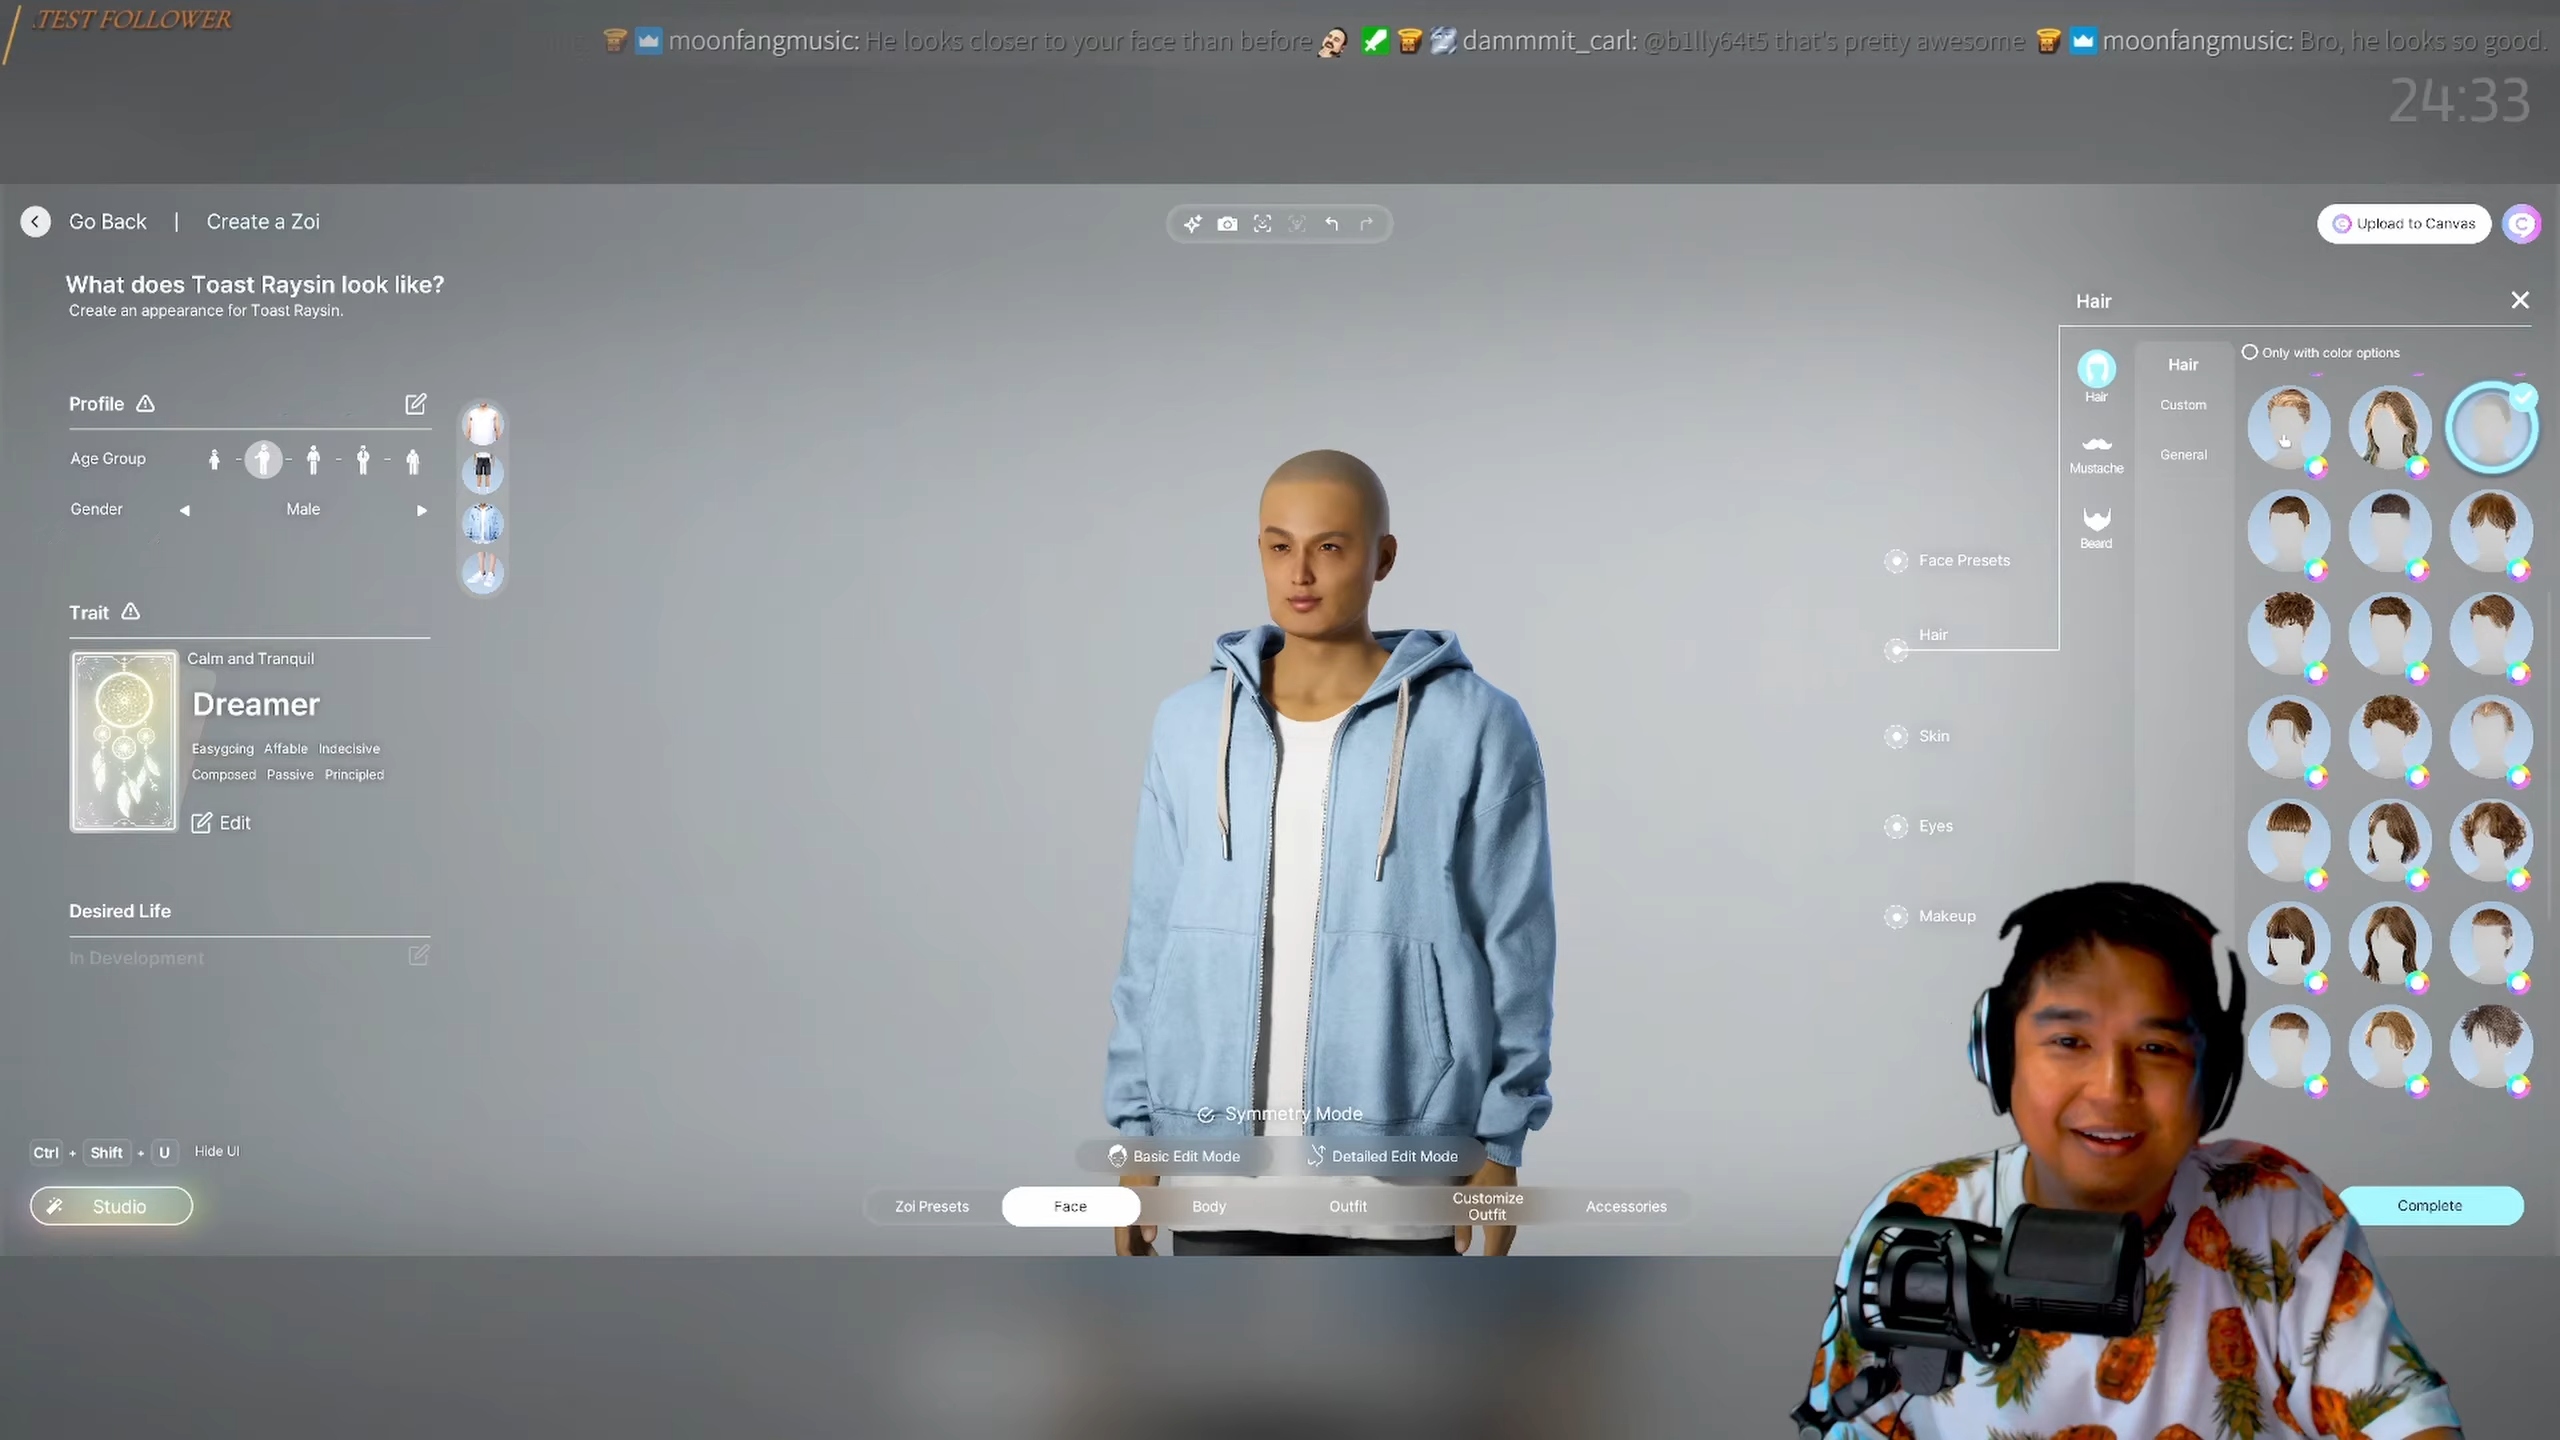 .TEST FOLLOWER
moonfangmusic: He looks closer to your face than before dammmit_carl: @b1lly64t5 that's pretty awesome moonfangmusic: Bro, he looks so good.
24:33
Go Back | Create a Zoi
Upload to Canvas
What does Toast Raysin look like?
Create an appearance for Toast Raysin.
Profile
Age Group
Gender
Male
Trait
Calm and Tranquil
Dreamer
Easygoing Affable Indecisive
Composed Passive Principled
Edit
Desired Life
In Development
Ctrl + Shift + U Hide UI
Studio
Symmetry Mode
Basic Edit Mode
Detailed Edit Mode
Zoi Presets
Face
Body
Outfit
Customize
Outfit
Accessories
Face Presets
Hair
Skin
Eyes
Makeup
Hair
Hair
Mustache
Beard
Hair
Custom
General
Only with color options
Complete